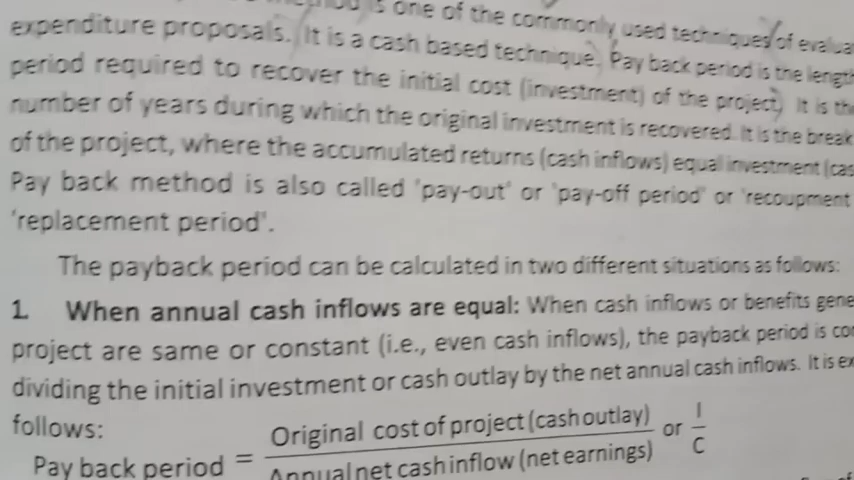 is one of the commonly used techniques of evalua
expenditure proposals. It is a cash based technique. Pay back period is the length
period required to recover the initial cost (investment) of the project) It is the
number of years during which the original investment is recovered. It is the break
of the project, where the accumulated returns (cash inflows) equal investment (cas
Pay back method is also called 'pay-out' or 'pay-off period' or 'recoupment
'replacement period'.
The payback period can be calculated in two different situations as follows:
1. When annual cash inflows are equal: When cash inflows or benefits gene
project are same or constant (i.e., even cash inflows), the payback period is co
dividing the initial investment or cash outlay by the net annual cash inflows. It is ex
follows:
Pay back period = Original cost of project (cash outlay) / Annual net cash inflow (net earnings) or I / C